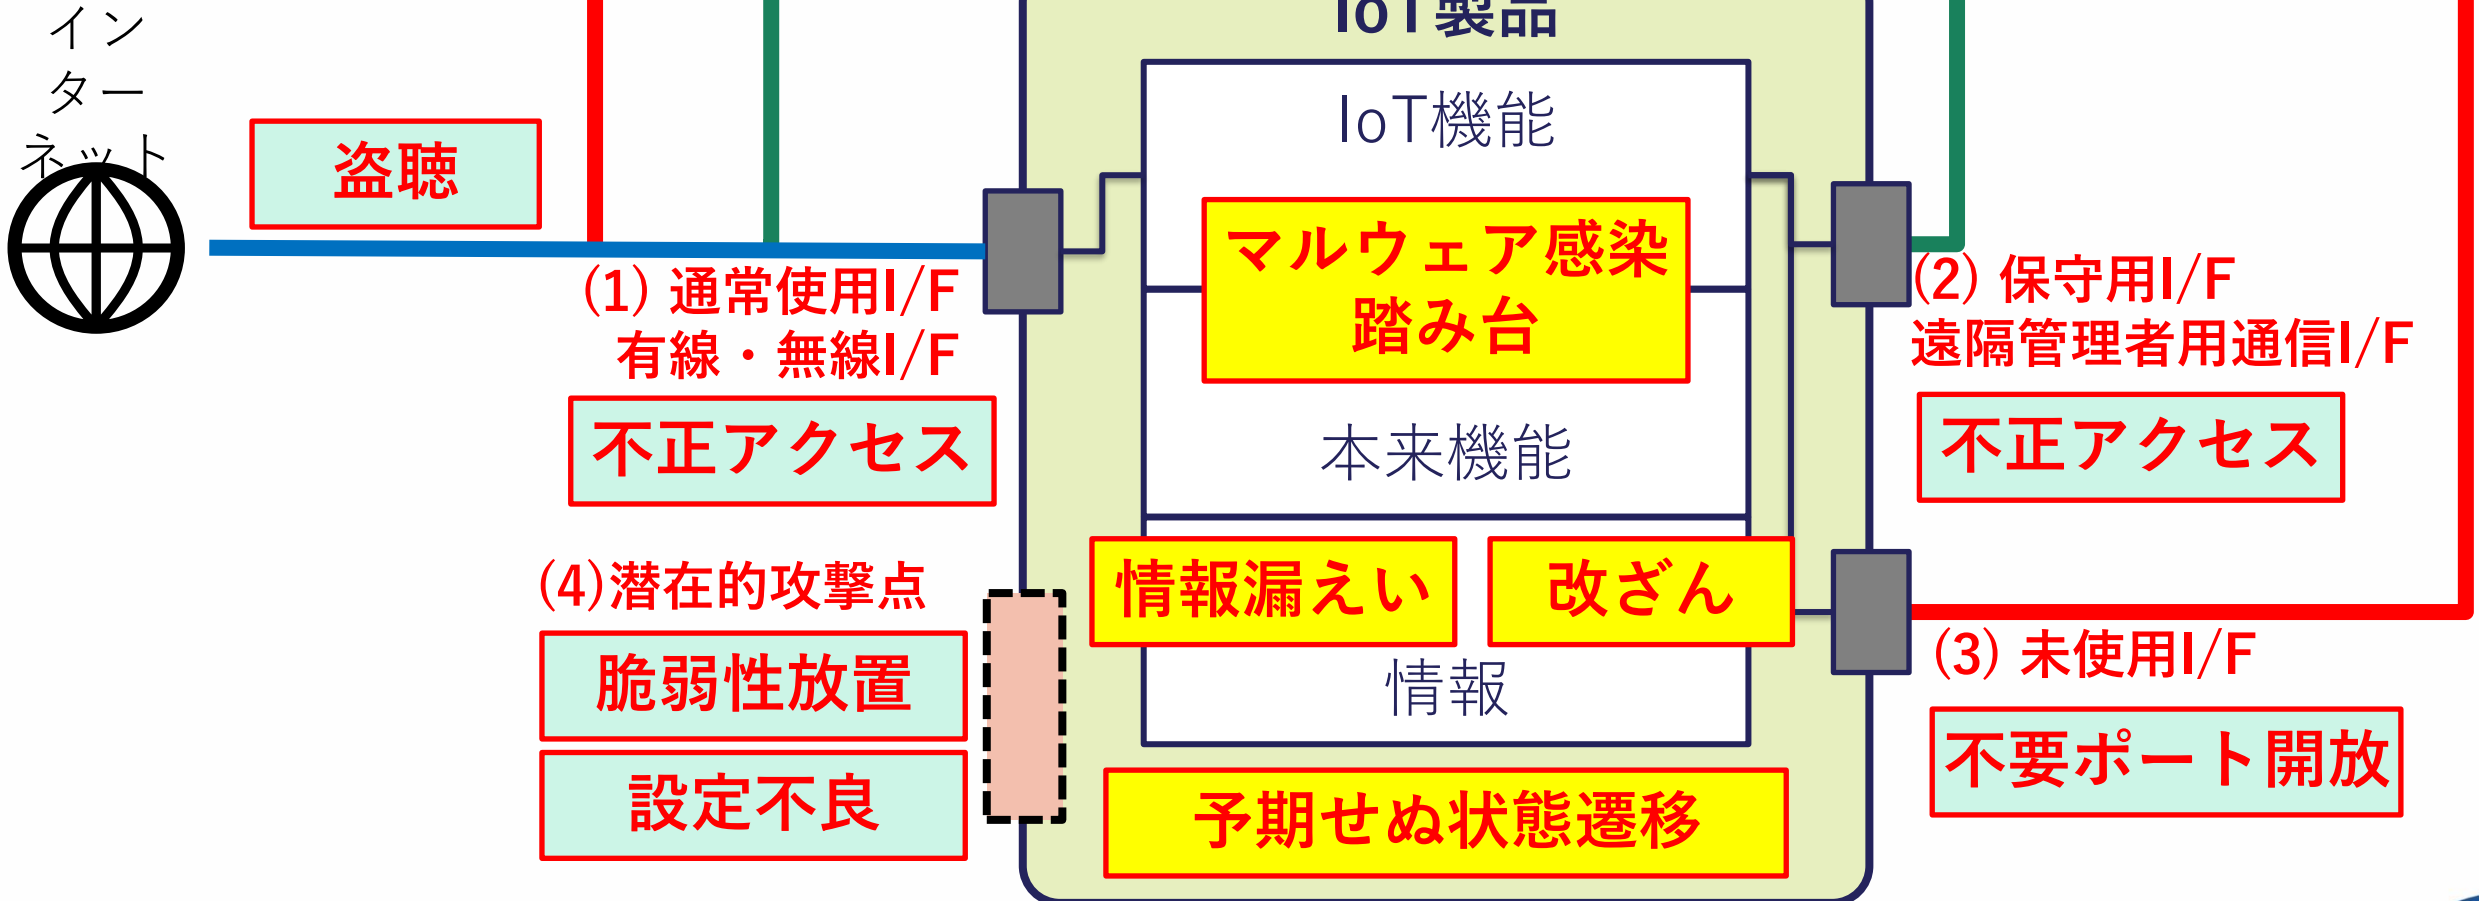 イン
ター
ネット
盗聴
(1) 通常使用I/F
有線・無線I/F
不正アクセス
(4)潜在的攻撃点
脆弱性放置
設定不良
IoT製品
IoT機能
マルウェア感染
踏み台
本来機能
情報漏えい
改ざん
情報
予期せぬ状態遷移
(2) 保守用I/F
遠隔管理者用通信I/F
不正アクセス
(3) 未使用I/F
不要ポート開放